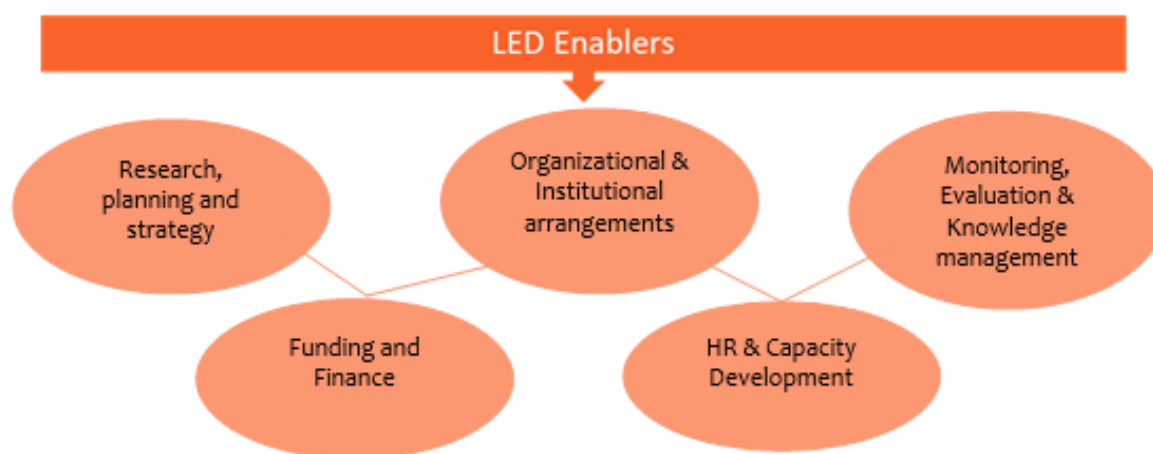 LED Enablers
Research,
planning and
strategy
Organizational &
Institutional
arrangements
Monitoring,
Evaluation &
Knowledge
management
Funding and
Finance
HR & Capacity
Development